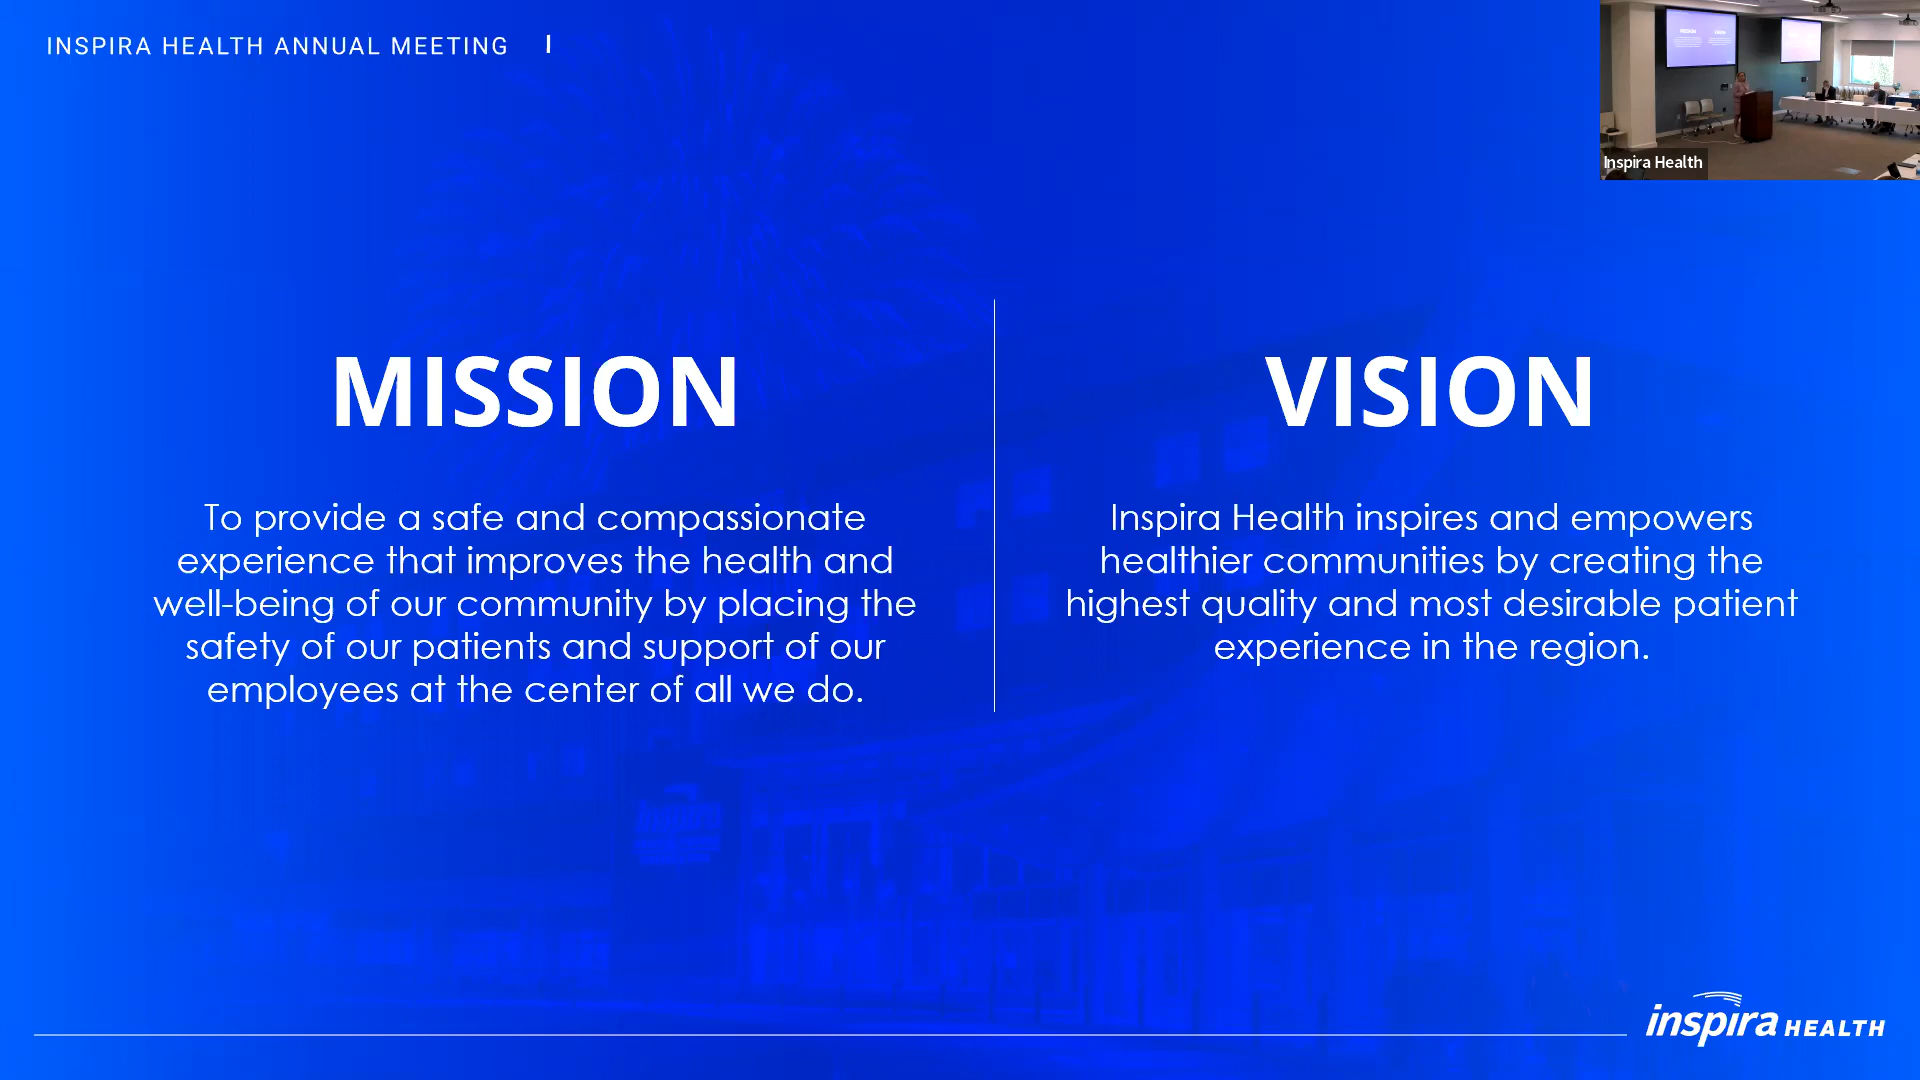 INSPIRA HEALTH ANNUAL MEETING |
Inspira Health
MISSION
To provide a safe and compassionate
experience that improves the health and
well-being of our community by placing the
safety of our patients and support of our
employees at the center of all we do.
VISION
Inspira Health inspires and empowers
healthier communities by creating the
highest quality and most desirable patient
experience in the region.
inspira HEALTH